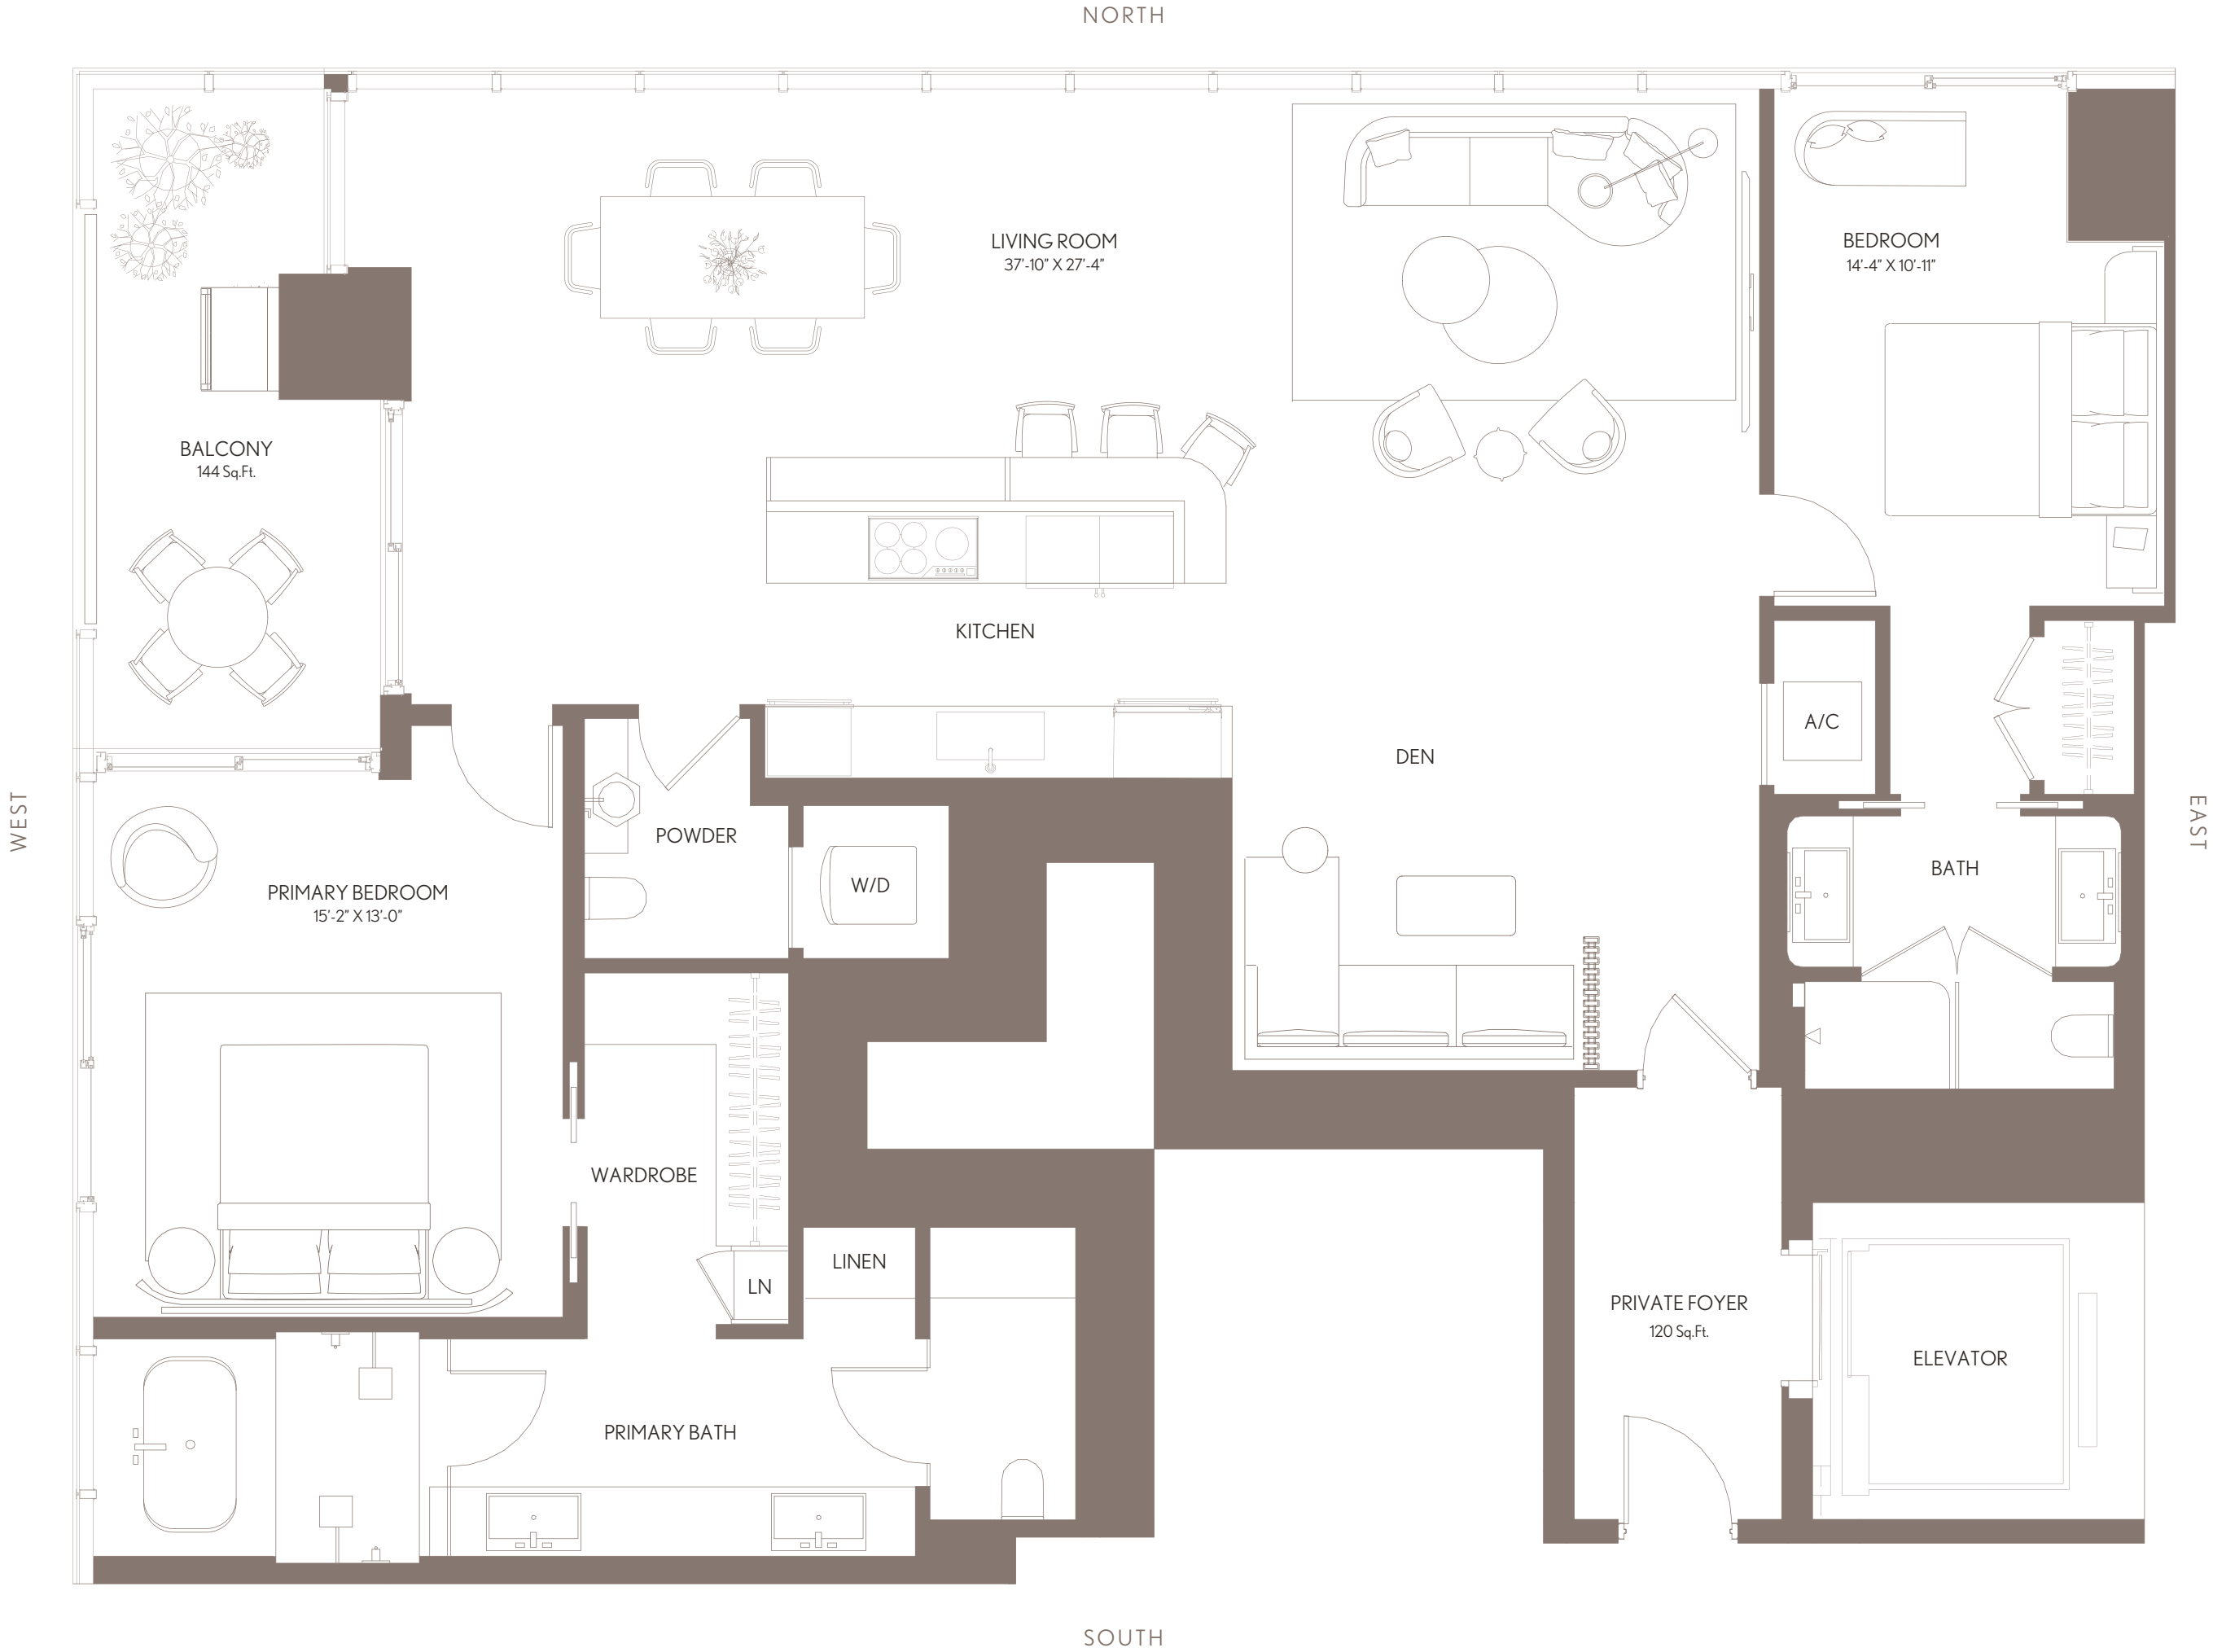 NORTH
LIVING ROOM
37'-10" X 27'-4"
BEDROOM
14'-4" X 10'-11"
BALCONY
144 Sq.Ft.
KITCHEN
A/C
DEN
WEST
EAST
POWDER
BATH
W/D
PRIMARY BEDROOM
15'-2" X 13'-0"
WARDROBE
LINEN
LN
PRIVATE FOYER
120 Sq.Ft.
ELEVATOR
PRIMARY BATH
SOUTH